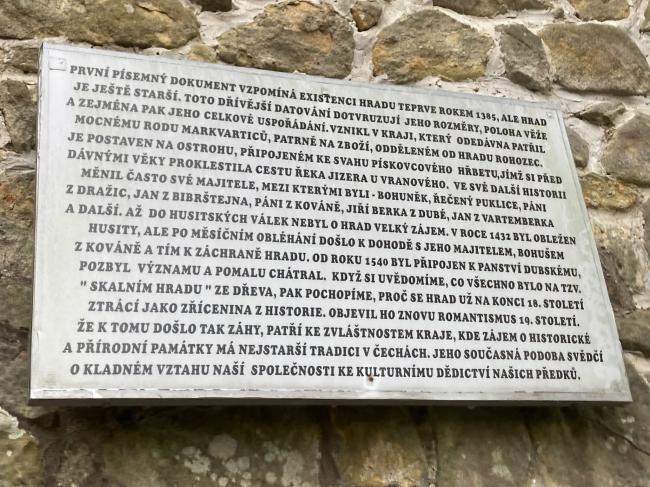 PRVNÍ PÍSEMNÝ DOKUMENT VZPOMÍNÁ EXISTENCI HRADU TEPRVE ROKEM 1385, ALE HRAD
JE JEŠTĚ STARŠÍ. TOTO DŘÍVĚJŠÍ DATOVÁNÍ DOTVRUZUJÍ JEHO ROZMĚRY, POLOHA VĚŽE
A ZEJMÉNA PAK JEHO CELKOVÉ USPOŘÁDÁNÍ. VZNIKL V KRAJI, KTERÝ ODEDÁVNA PATŘIL
MOCNÉMU RODU MARKVARTICŮ, PATRNĚ NA ZBOŽÍ, ODDĚLENÉM OD HRADU ROHOZEC.
JE POSTAVEN NA OSTROHU, PŘIPOJENÉM KE SVAHU PÍSKOVCOVÉHO HŘBETU,JÍMŽ SI PŘED
DÁVNÝMI VĚKY PROKLESTILA CESTU ŘEKA JIZERA U VRANOVÉHO. VE SVÉ DALŠÍ HISTORII
MĚNIL ČASTO SVÉ MAJITELE, MEZI KTERÝMI BYLI - BOHUNĚK, ŘEČENÝ PUKLICE, PÁNI
Z DRAŽIC, JAN Z BIBRŠTEJNA, PÁNI Z KOVÁNĚ, JIŘÍ BERKA Z DUBÉ, JAN Z VARTEMBERKA
A DALŠÍ. AŽ DO HUSITSKÝCH VÁLEK NEBYL O HRAD VELKÝ ZÁJEM. V ROCE 1432 BYL OBLEŽEN
HUSITY, ALE PO MĚSÍČNÍM OBLÉHÁNÍ DOŠLO K DOHODĚ S JEHO MAJITELEM, BOHUŠEM
Z KOVÁNĚ A TÍM K ZÁCHRANĚ HRADU. OD ROKU 1540 BYL PŘIPOJEN K PANSTVÍ DUBSKÉMU,
POZBYL VÝZNAMU A POMALU CHÁTRAL. KDYŽ SI UVĚDOMÍME, CO VŠECHNO BYLO NA TZV.
" SKALNÍM HRADU " ZE DŘEVA, PAK POCHOPÍME, PROČ SE HRAD UŽ NA KONCI 18. STOLETÍ
ZTRÁCÍ JAKO ZŘÍCENINA Z HISTORIE. OBJEVIL HO ZNOVU ROMANTISMUS 19. STOLETÍ.
ŽE K TOMU DOŠLO TAK ZÁHY, PATŘÍ KE ZVLÁŠTNOSTEM KRAJE, KDE ZÁJEM O HISTORICKÉ
A PŘÍRODNÍ PAMÁTKY MÁ NEJSTARŠÍ TRADICI V ČECHÁCH. JEHO SOUČASNÁ PODOBA SVĚDČÍ
O KLADNÉM VZTAHU NAŠÍ SPOLEČNOSTI KE KULTURNÍMU DĚDICTVÍ NAŠICH PŘEDKŮ.